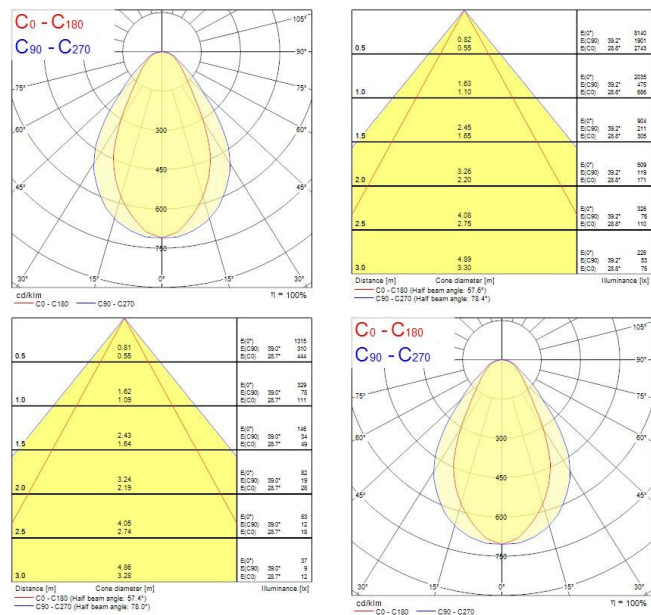 C0 - C180
C90 - C270
105°
90°
75°
60°
45°
30°
15°
0°
15°
30°
45°
60°
75°
90°
105°
300
450
600
750
cd/klm
C0 - C180
C90 - C270
η = 100%
0.5
0.82
0.55
E(0°) 8140
E(C90) 39.2° 1901
E(C0) 28.8° 2743
1.0
1.63
1.10
E(0°) 2035
E(C90) 39.2° 475
E(C0) 28.8° 686
1.5
2.45
1.65
E(0°) 904
E(C90) 39.2° 211
E(C0) 28.8° 305
2.0
3.26
2.20
E(0°) 509
E(C90) 39.2° 119
E(C0) 28.8° 171
2.5
4.08
2.75
E(0°) 326
E(C90) 39.2° 76
E(C0) 28.8° 110
3.0
4.89
3.30
E(0°) 226
E(C90) 39.2° 53
E(C0) 28.8° 76
Distance [m] Cone diameter [m] Illuminance [lx]
C0 - C180 (Half beam angle: 57.6°)
C90 - C270 (Half beam angle: 78.4°)
0.5
0.81
0.55
E(0°) 1315
E(C90) 39.0° 310
E(C0) 28.7° 444
1.0
1.62
1.09
E(0°) 329
E(C90) 39.0° 78
E(C0) 28.7° 111
1.5
2.43
1.64
E(0°) 146
E(C90) 39.0° 34
E(C0) 28.7° 49
2.0
3.24
2.19
E(0°) 82
E(C90) 39.0° 19
E(C0) 28.7° 28
2.5
4.05
2.74
E(0°) 53
E(C90) 39.0° 12
E(C0) 28.7° 18
3.0
4.86
3.28
E(0°) 37
E(C90) 39.0° 9
E(C0) 28.7° 12
Distance [m] Cone diameter [m] Illuminance [lx]
C0 - C180 (Half beam angle: 57.4°)
C90 - C270 (Half beam angle: 78.0°)
C0 - C180
C90 - C270
105°
90°
75°
60°
45°
30°
15°
0°
15°
30°
45°
60°
75°
90°
105°
300
450
600
750
cd/klm
C0 - C180
C90 - C270
η = 100%